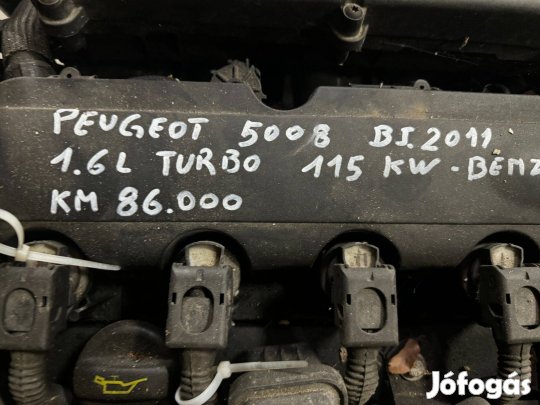 PEUGEOT 5008 BJ.2011
1.6L TURBO 115 KW - BENZ
KM 86.000
Jófogás